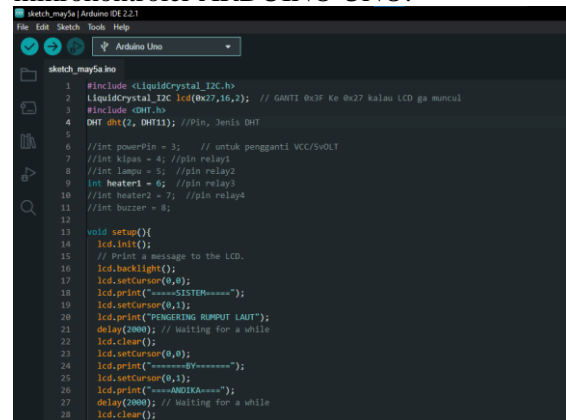 mikrokontroler ARDUINO UNO.
sketch_may5a | Arduino IDE 2.2.1
File Edit Sketch Tools Help
Arduino Uno
sketch_may5a.ino
1 #include <LiquidCrystal_I2C.h>
2 LiquidCrystal_I2C lcd(0x27,16,2); // GANTI 0x3F Ke 0x27 kalau LCD ga muncul
3 #include <DHT.h>
4 DHT dht(2, DHT11); //Pin, Jenis DHT
5
6 //int powerPin = 3; // untuk pengganti VCC/5vOLT
7 //int kipas = 4; //pin relay1
8 //int lampu = 5; //pin relay2
9 int heater1 = 6; //pin relay3
10 //int heater2 = 7; //pin relay4
11 //int buzzer = 8;
12
13 void setup(){
14 lcd.init();
15 // Print a message to the LCD.
16 lcd.backlight();
17 lcd.setCursor(0,0);
18 lcd.print("=====SISTEM=====");
19 lcd.setCursor(0,1);
20 lcd.print("PENGERING RUMPUT LAUT");
21 delay(2000); // Waiting for a while
22 lcd.clear();
23 lcd.setCursor(0,0);
24 lcd.print("=======BY=======");
25 lcd.setCursor(0,1);
26 lcd.print("====ANDIKA====");
27 delay(2000); // Waiting for a while
28 lcd.clear();